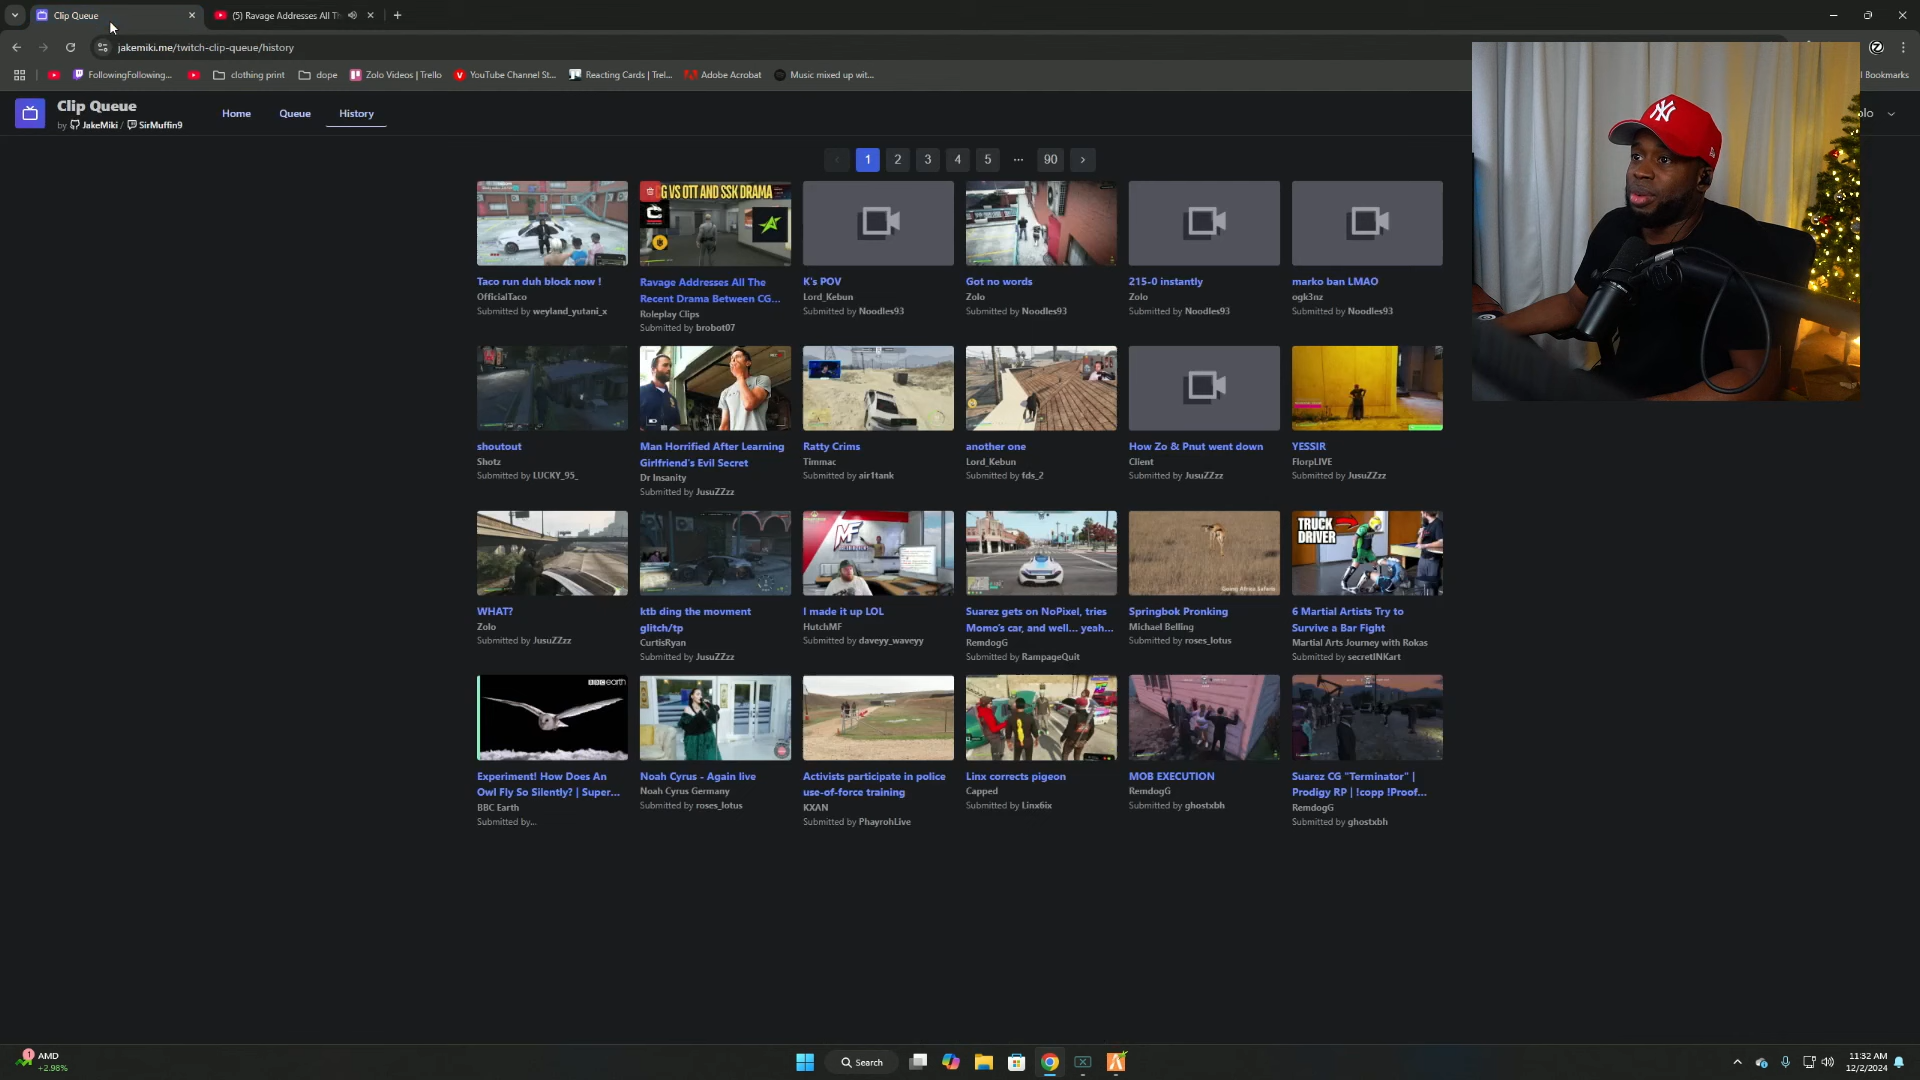 Clip Queue
(5) Ravage Addresses All T
jakemiki.me/twitch-clip-queue/history
FollowingFollowing...
clothing print
dope
Zolo Videos | Trello
YouTube Channel St...
Reacting Cards | Trel...
Adobe Acrobat
Music mixed up wit...
Bookmarks
Clip Queue
by JakeMiki / SirMuffin9
Home
Queue
History
olo
1 2 3 4 5 ... 90
G VS OTT AND SSK DRAMA
Taco run duh block now !
OfficialTaco
Submitted by weyland_yutani_x
Ravage Addresses All The
Recent Drama Between CG...
Roleplay Clips
Submitted by brobot07
K's POV
Lord_Kebun
Submitted by Noodles93
Got no words
Zolo
Submitted by Noodles93
215-0 instantly
Zolo
Submitted by Noodles93
marko ban LMAO
ogk3nz
Submitted by Noodles93
shoutout
Shotz
Submitted by LUCKY_95_
Man Horrified After Learning
Girlfriend's Evil Secret
Dr Insanity
Submitted by JusuZZzz
Ratty Crims
Timmac
Submitted by air1tank
another one
Lord_Kebun
Submitted by fds_2
How Zo & Pnut went down
Client
Submitted by JusuZZzz
YESSIR
FlorpLIVE
Submitted by JusuZZzz
MF
TRUCK
DRIVER
WHAT?
Zolo
Submitted by JusuZZzz
ktb ding the movment
glitch/tp
CurtisRyan
Submitted by JusuZZzz
I made it up LOL
HutchMF
Submitted by daveyy_waveyy
Suarez gets on NoPixel, tries
Momo's car, and well... yeah...
RemdogG
Submitted by RampageQuit
Springbok Pronking
Michael Belling
Submitted by roses_lotus
6 Martial Artists Try to
Survive a Bar Fight
Martial Arts Journey with Rokas
Submitted by secretINKart
BBC earth
Experiment! How Does An
Owl Fly So Silently? | Super...
BBC Earth
Submitted by...
Noah Cyrus - Again live
Noah Cyrus Germany
Submitted by roses_lotus
Activists participate in police
use-of-force training
KXAN
Submitted by PhayrohLive
Linx corrects pigeon
Capped
Submitted by Linx6ix
MOB EXECUTION
RemdogG
Submitted by ghostxbh
Suarez CG "Terminator" |
Prodigy RP | !copp !Proof...
RemdogG
Submitted by ghostxbh
1
AMD
+2.98%
Search
11:32 AM
12/2/2024